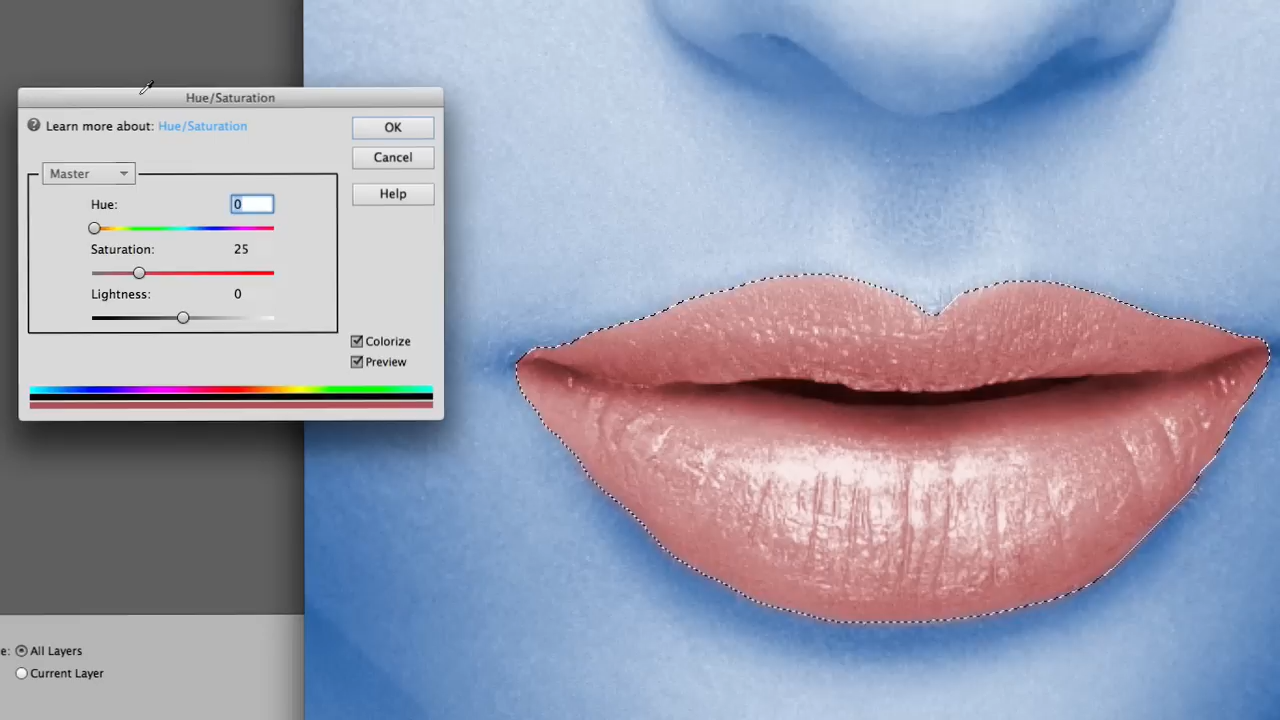 Hue/Saturation
Learn more about: Hue/Saturation
OK
Cancel
Help
Master
Hue: 0
Saturation: 25
Lightness: 0
Colorize
Preview
e: All Layers
Current Layer